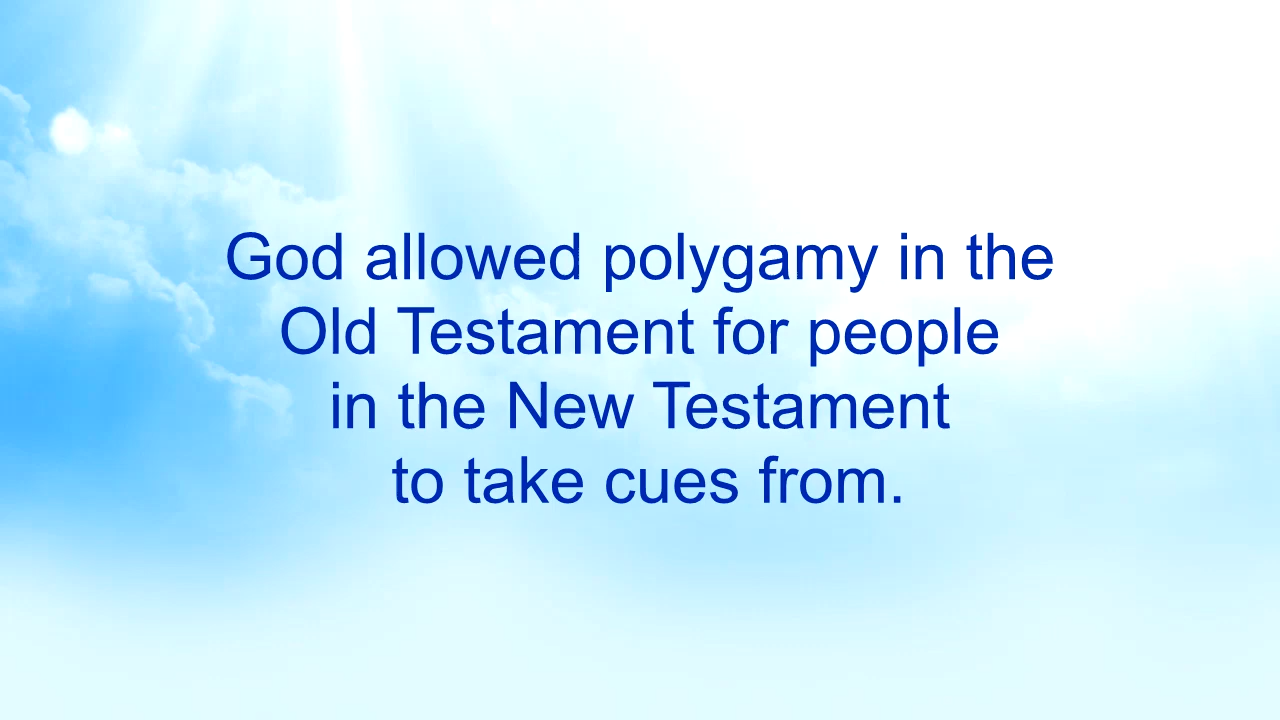 God allowed polygamy in the
Old Testament for people
in the New Testament
to take cues from.